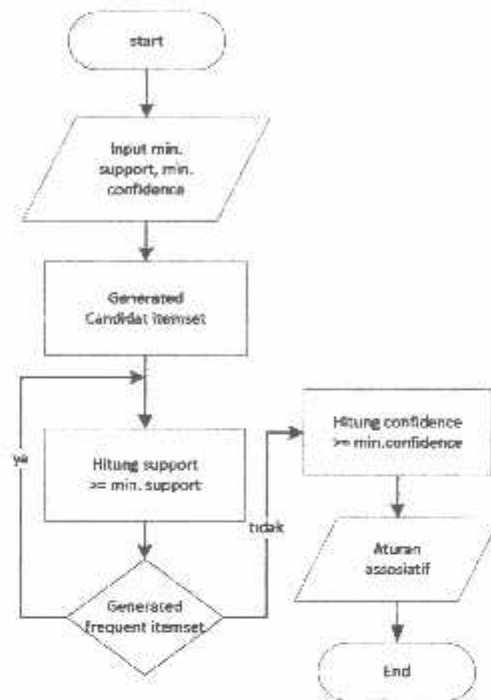 start
Input min.
support, min.
confidence
Generated
Candidat itemset
ya
Hitung support
>= min. support
Generated
frequent itemset
tidak
Hitung confidence
>= min.confidence
Aturan
assosiatif
End